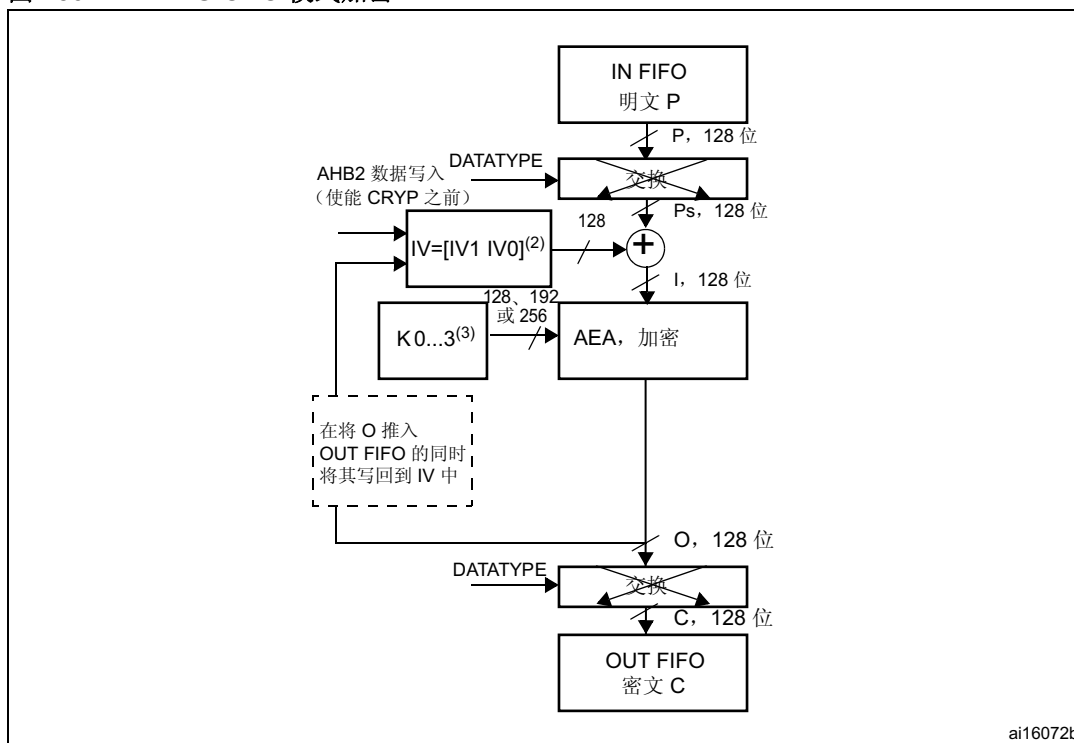 IN FIFO
明文 P
P，128 位
DATATYPE
交换
AHB2 数据写入
（使能 CRYP 之前）
Ps，128 位
IV=[IV1 IV0](2)
128
+
I，128 位
128、192
或 256
K 0...3(3)
AEA，加密
在将 O 推入
OUT FIFO 的同时
将其写回到 IV 中
O，128 位
DATATYPE
交换
C，128 位
OUT FIFO
密文 C
ai16072b